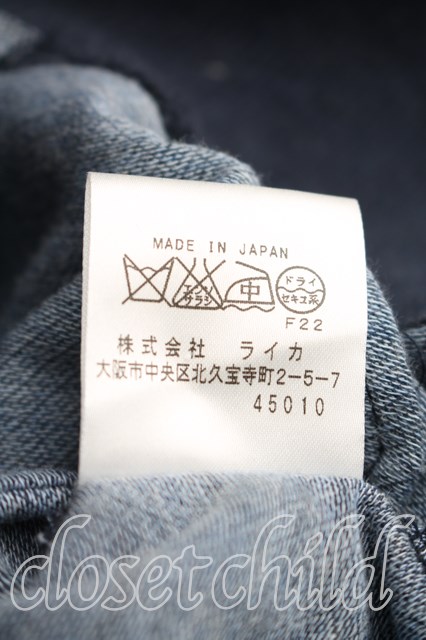 MADE IN JAPAN
エンソ
サラシ
中
ドライ
セキユ系
F22
株式会社 ライカ
大阪市中央区北久宝寺町2-5-7
45010
closet child